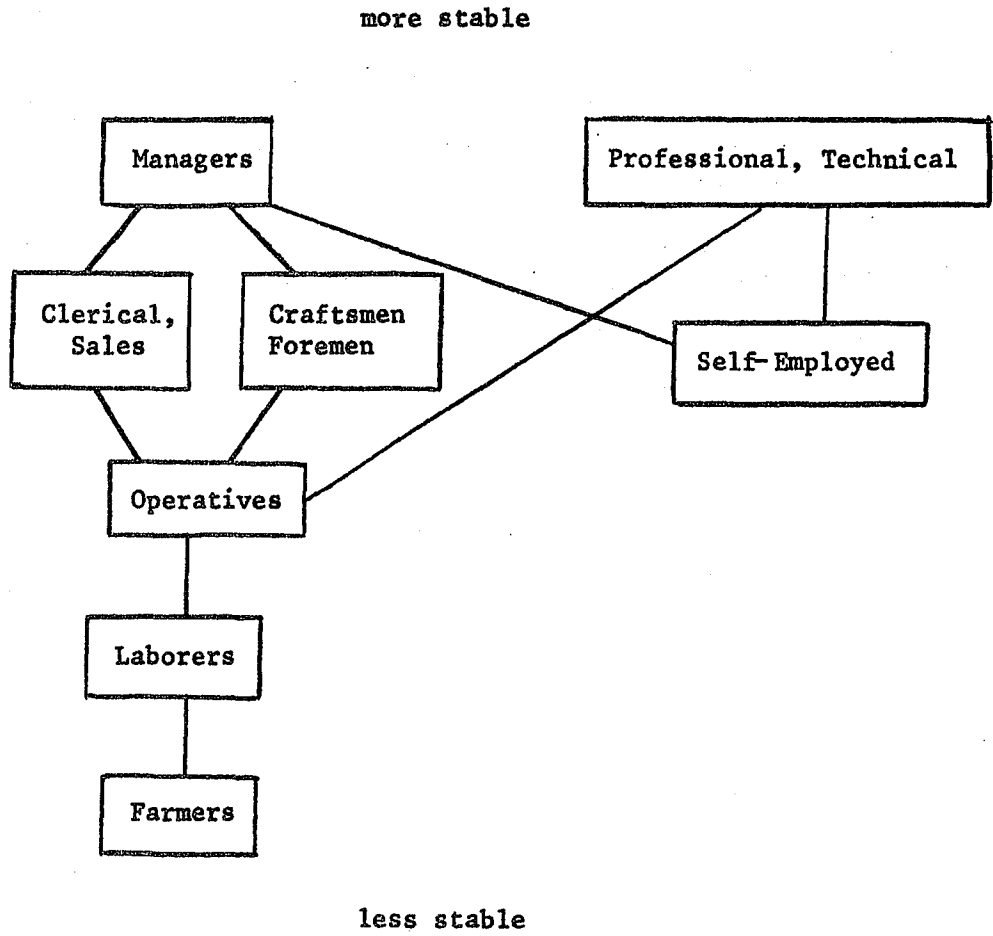 more stable
Managers
Professional, Technical
Clerical,
Sales
Craftsmen
Foremen
Self-Employed
Operatives
Laborers
Farmers
less stable